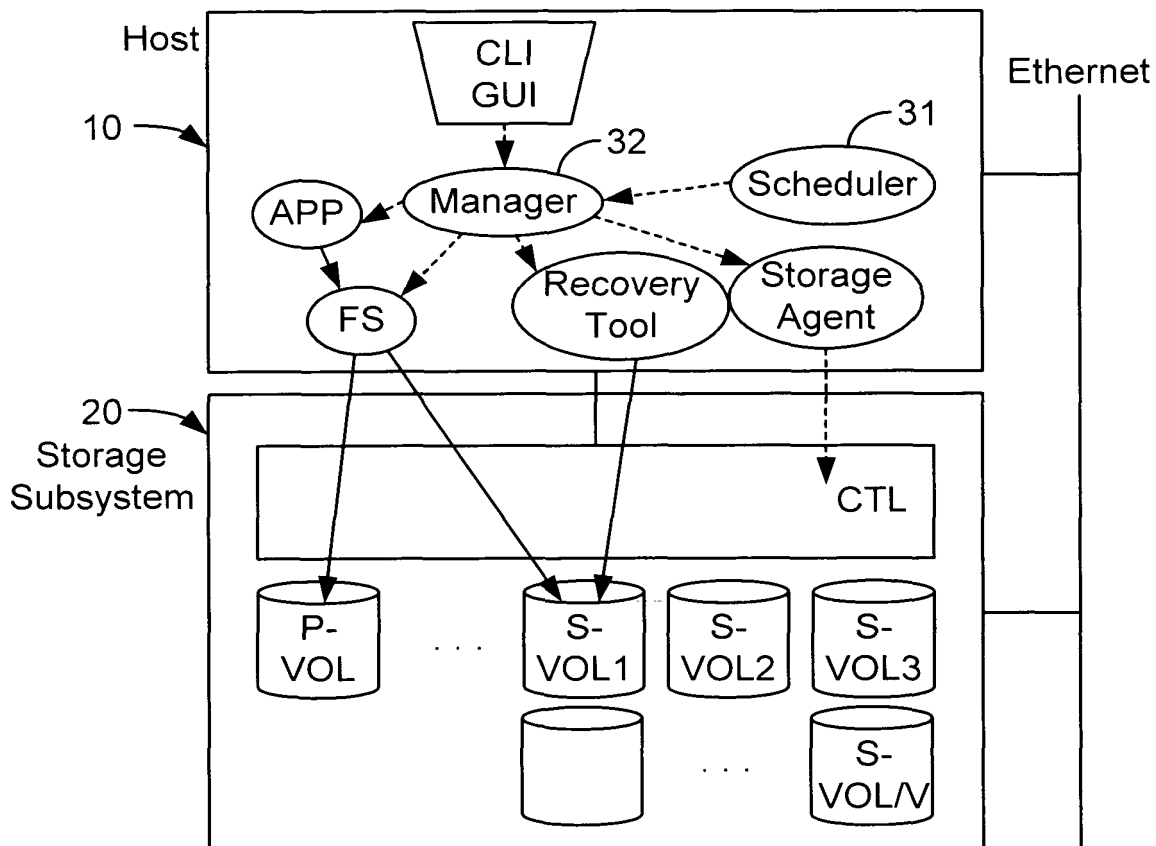 Host
CLI
GUI
Ethernet
10
32
31
APP
Manager
Scheduler
FS
Recovery
Tool
Storage
Agent
20
Storage
Subsystem
CTL
P-
VOL
. . .
S-
VOL1
S-
VOL2
S-
VOL3
. . .
S-
VOL/V